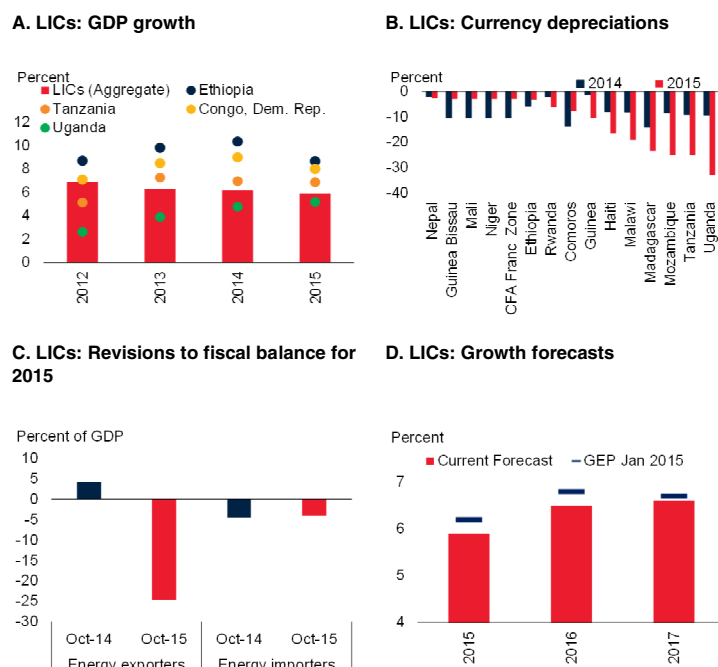 A. LICs: GDP growth
Percent
LICs (Aggregate) Ethiopia
Tanzania Congo, Dem. Rep.
Uganda
12
10
8
6
4
2
0
2012 2013 2014 2015
B. LICs: Currency depreciations
Percent
2014 2015
0
-10
-20
-30
-40
Nepal Guinea Bissau Mali Niger CFA Franc Zone Ethiopia Rwanda Comoros Guinea Haiti Malawi Madagascar Mozambique Tanzania Uganda
C. LICs: Revisions to fiscal balance for
2015
Percent of GDP
10
5
0
-5
-10
-15
-20
-25
-30
Oct-14 Oct-15 Oct-14 Oct-15
Energy exporters Energy importers
D. LICs: Growth forecasts
Percent
Current Forecast GEP Jan 2015
7
6
5
4
2015 2016 2017